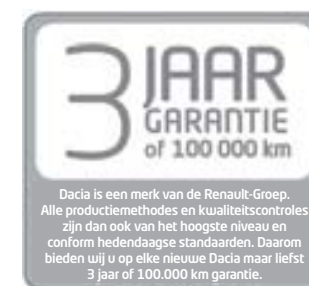 3 JAAR
GARANTIE
of 100 000 km
Dacia is een merk van de Renault-Groep.
Alle productiemethodes en kwaliteitscontroles
zijn dan ook van het hoogste niveau en
conform hedendaagse standaarden. Daarom
bieden wij u op elke nieuwe Dacia maar liefst
3 jaar of 100.000 km garantie.